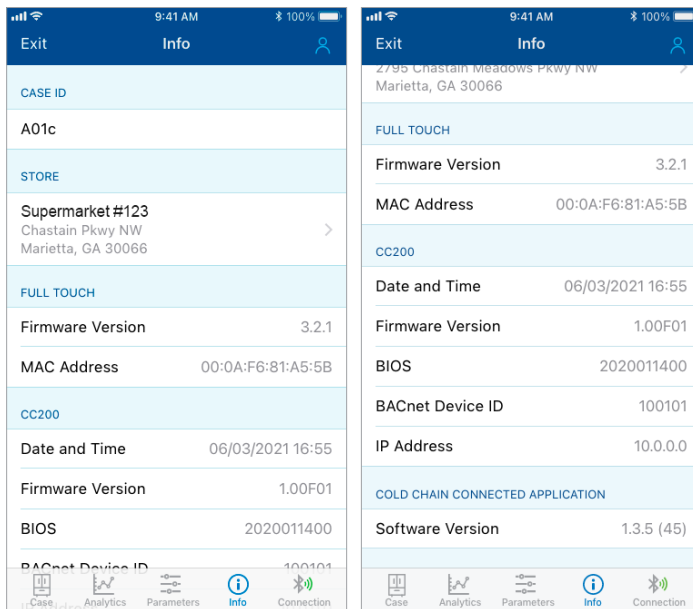 9:41 AM
100%
Exit
Info
CASE ID
A01c
STORE
Supermarket #123
Chastain Pkwy NW
Marietta, GA 30066
FULL TOUCH
Firmware Version 3.2.1
MAC Address 00:0A:F6:81:A5:5B
CC200
Date and Time 06/03/2021 16:55
Firmware Version 1.00F01
BIOS 2020011400
BACnet Device ID 100101
IP Address
Case Analytics Parameters Info Connection
9:41 AM
100%
Exit
Info
2795 Chastain Meadows Pkwy NW
Marietta, GA 30066
FULL TOUCH
Firmware Version 3.2.1
MAC Address 00:0A:F6:81:A5:5B
CC200
Date and Time 06/03/2021 16:55
Firmware Version 1.00F01
BIOS 2020011400
BACnet Device ID 100101
IP Address 10.0.0.0
COLD CHAIN CONNECTED APPLICATION
Software Version 1.3.5 (45)
Case Analytics Parameters Info Connection